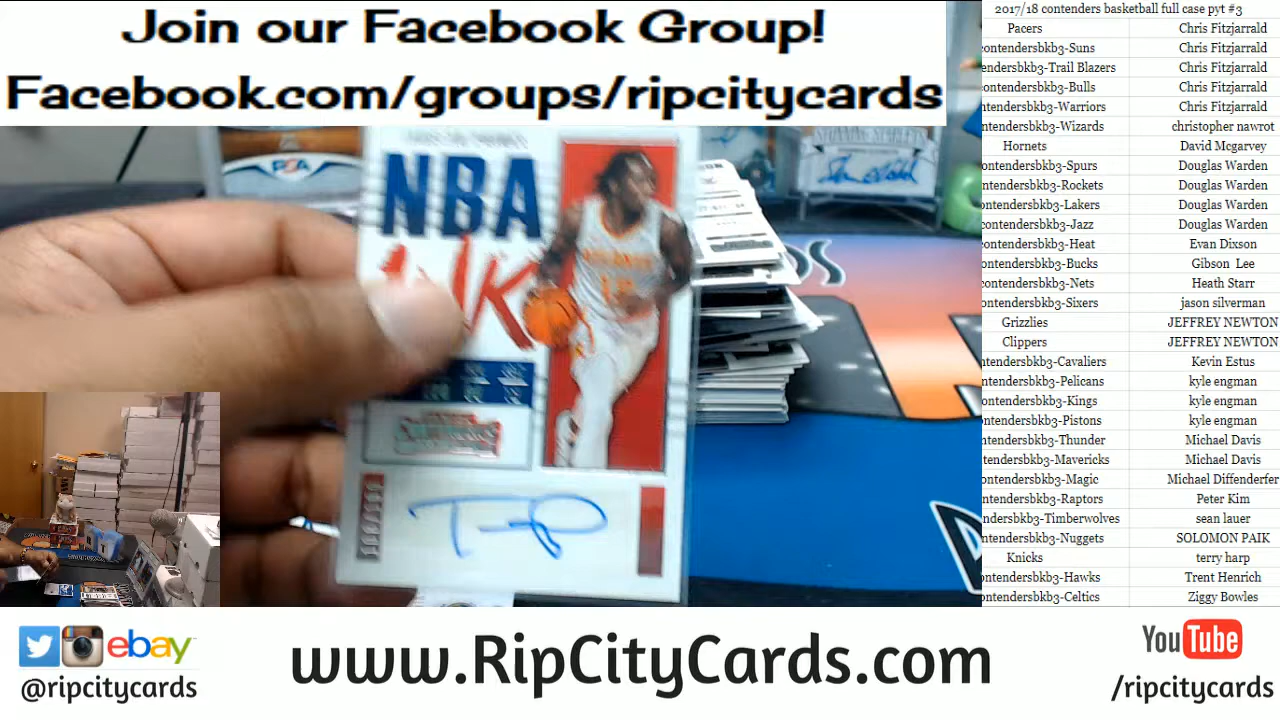 Join our Facebook Group!
Facebook.com/groups/ripcitycards
2017/18 contenders basketball full case pyt #3
Pacers Chris Fitzjarrald
contendersbkb3-Suns Chris Fitzjarrald
endersbkb3-Trail Blazers Chris Fitzjarrald
ontendersbkb3-Bulls Chris Fitzjarrald
ntendersbkb3-Warriors Chris Fitzjarrald
ntendersbkb3-Wizards christopher nawrot
Hornets David Mcgarvey
ontendersbkb3-Spurs Douglas Warden
ntendersbkb3-Rockets Douglas Warden
ontendersbkb3-Lakers Douglas Warden
contendersbkb3-Jazz Douglas Warden
contendersbkb3-Heat Evan Dixson
ontendersbkb3-Bucks Gibson Lee
contendersbkb3-Nets Heath Starr
ontendersbkb3-Sixers jason silverman
Grizzlies JEFFREY NEWTON
Clippers JEFFREY NEWTON
ntendersbkb3-Cavaliers Kevin Estus
ntendersbkb3-Pelicans kyle engman
ontendersbkb3-Kings kyle engman
ontendersbkb3-Pistons kyle engman
ntendersbkb3-Thunder Michael Davis
ntendersbkb3-Mavericks Michael Davis
ontendersbkb3-Magic Michael Diffenderfer
ntendersbkb3-Raptors Peter Kim
ndersbkb3-Timberwolves sean lauer
ntendersbkb3-Nuggets SOLOMON PAIK
Knicks terry harp
ontendersbkb3-Hawks Trent Henrich
ontendersbkb3-Celtics Ziggy Bowles
NBA
INK
ATLANTA
PSA
ebay
@ripcitycards
www.RipCityCards.com
YouTube
/ripcitycards